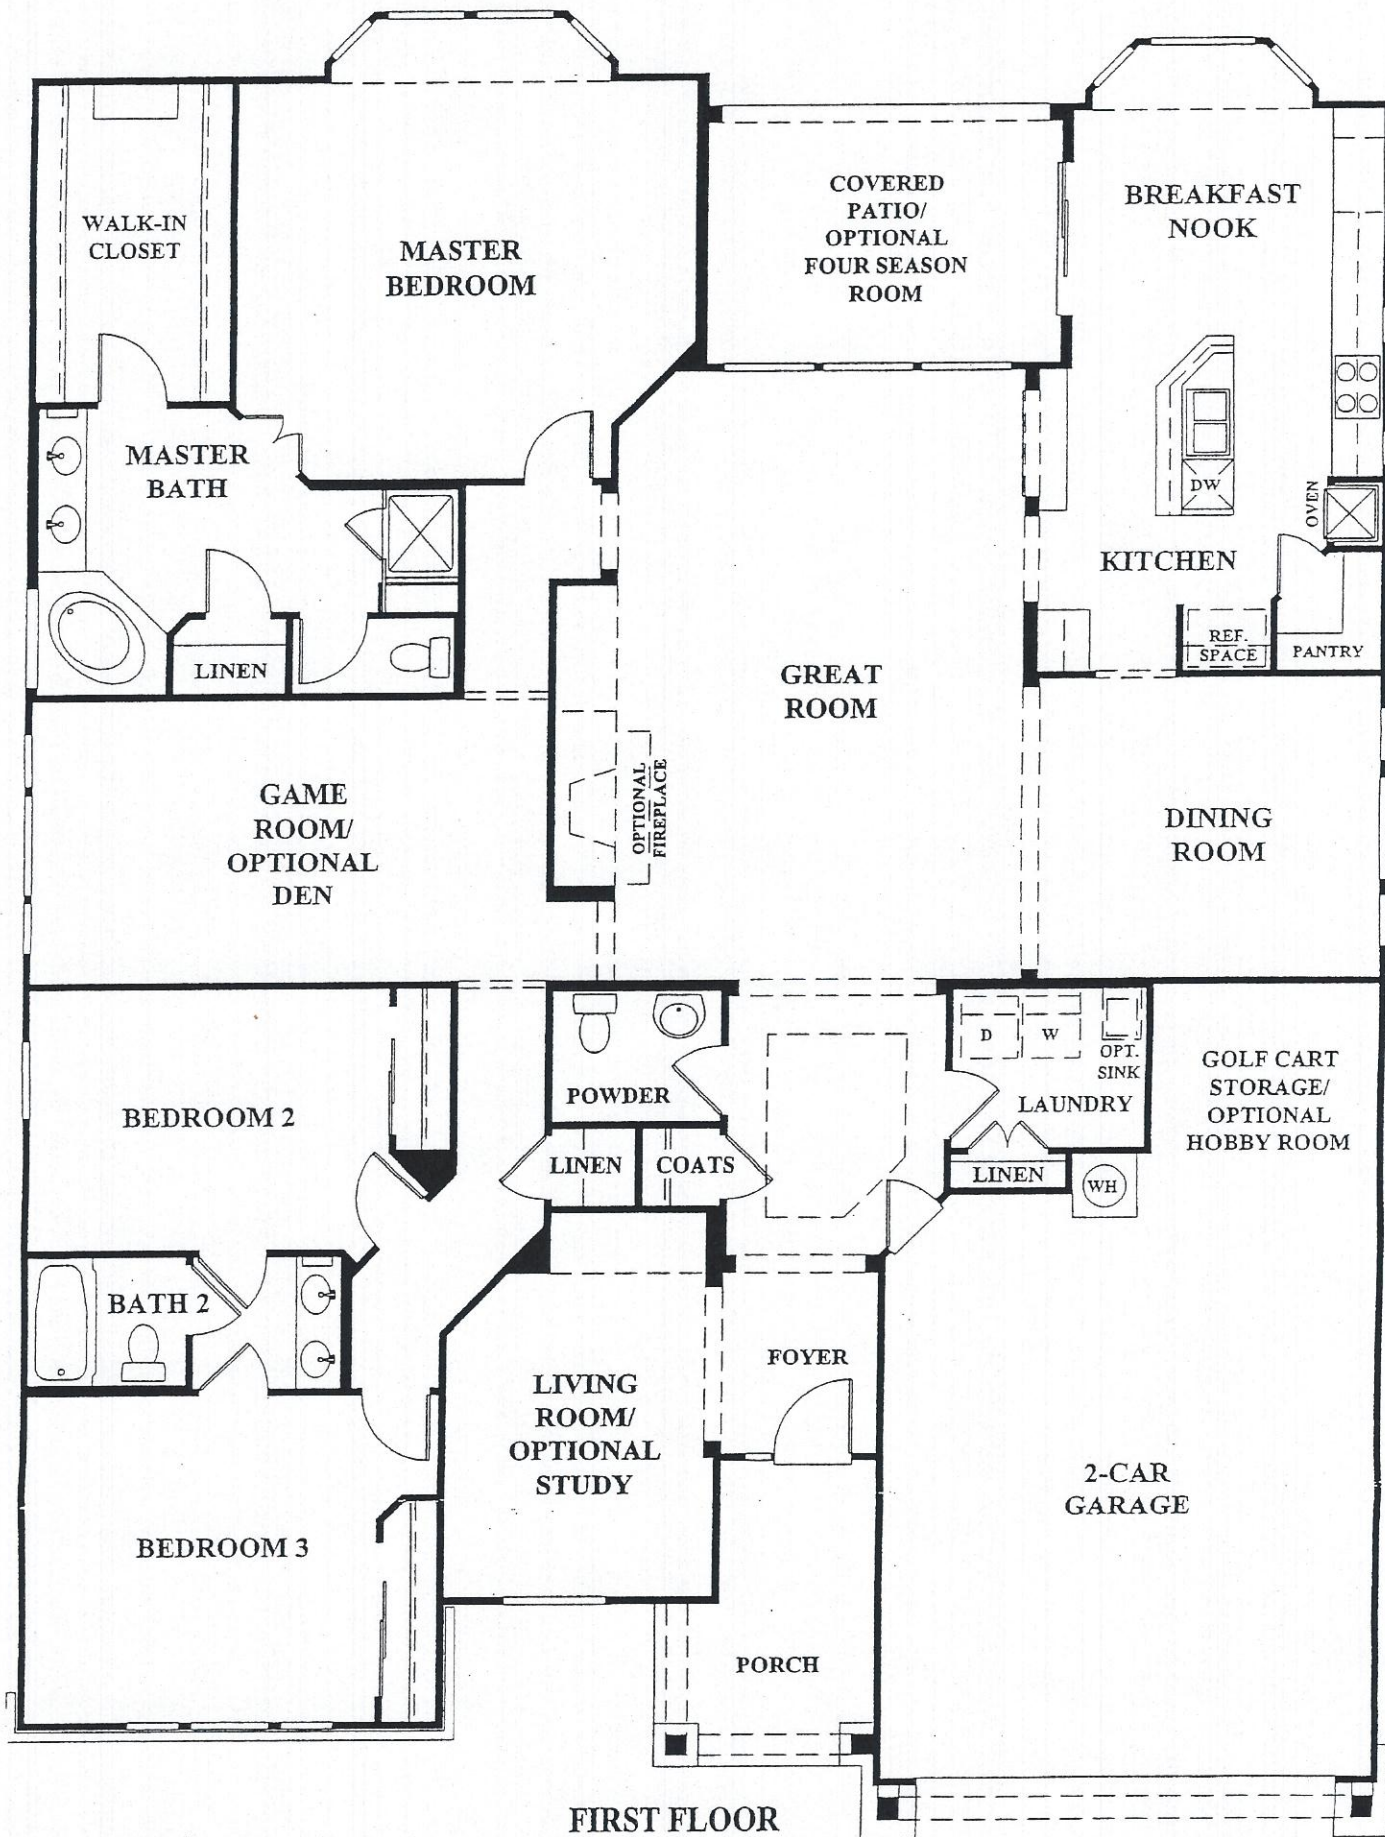 WALK-IN
CLOSET
MASTER
BEDROOM
COVERED
PATIO/
OPTIONAL
FOUR SEASON
ROOM
BREAKFAST
NOOK
MASTER
BATH
DW
OVEN
KITCHEN
LINEN
REF.
SPACE
PANTRY
GREAT
ROOM
GAME
ROOM/
OPTIONAL
DEN
OPTIONAL
FIREPLACE
DINING
ROOM
BEDROOM 2
POWDER
D
W
OPT.
SINK
LAUNDRY
GOLF CART
STORAGE/
OPTIONAL
HOBBY ROOM
LINEN
COATS
LINEN
WH
BATH 2
FOYER
LIVING
ROOM/
OPTIONAL
STUDY
2-CAR
GARAGE
BEDROOM 3
PORCH
FIRST FLOOR